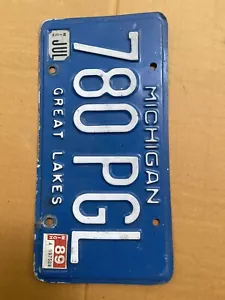 MICHIGAN
JUL
780 PGL
89
GREAT LAKES